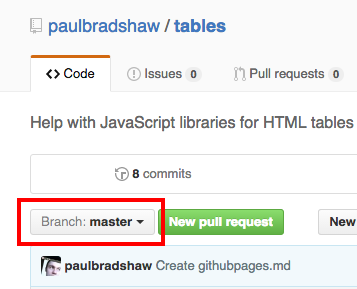 paulbradshaw / tables
Code Issues 0 Pull requests 0
Help with JavaScript libraries for HTML tables
8 commits
Branch: master New pull request New
paulbradshaw Create githubpages.md